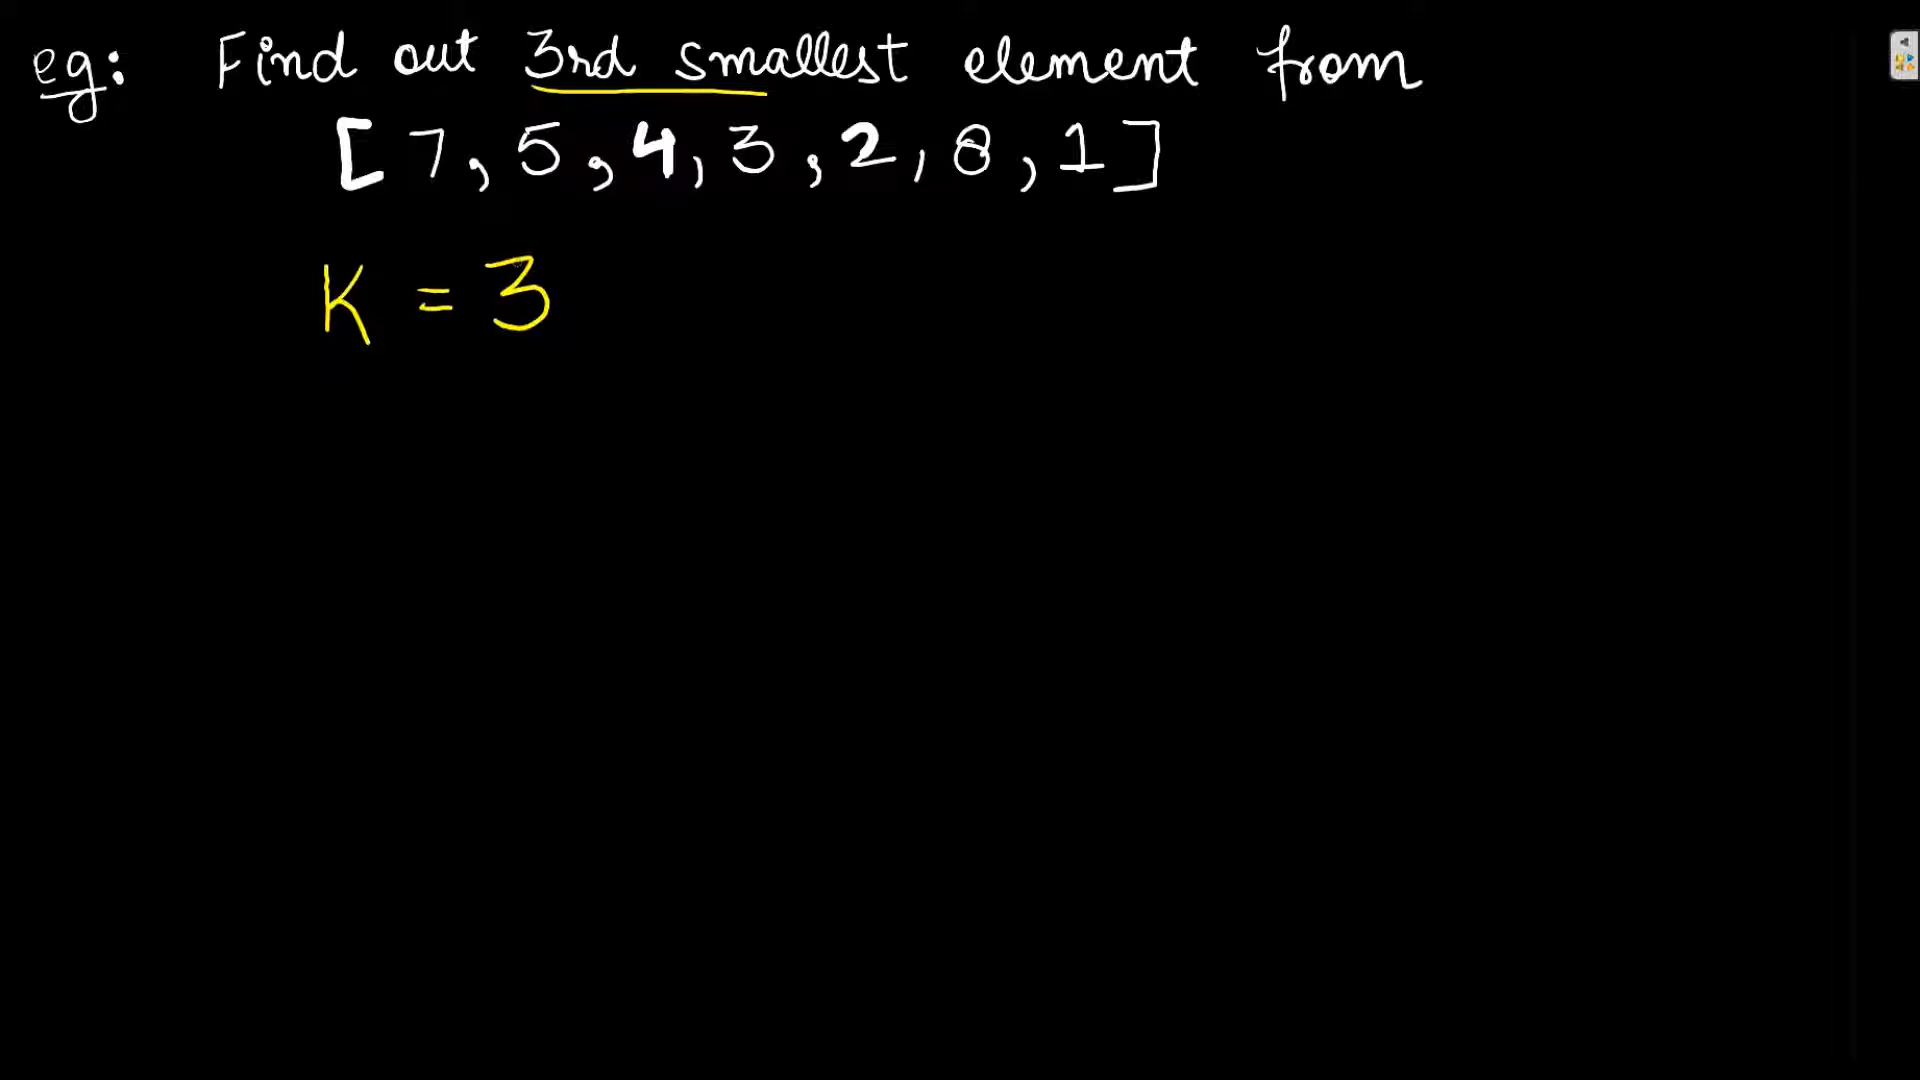 eg: Find out 3rd smallest element from
[7, 5, 4, 3, 2, 8, 1]
K = 3